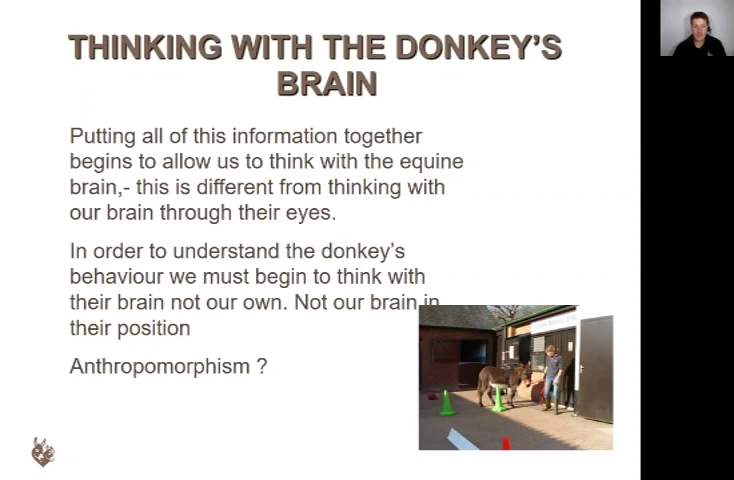 THINKING WITH THE DONKEY'S
BRAIN
Putting all of this information together
begins to allow us to think with the equine
brain,- this is different from thinking with
our brain through their eyes.
In order to understand the donkey's
behaviour we must begin to think with
their brain not our own. Not our brain in
their position
Anthropomorphism ?